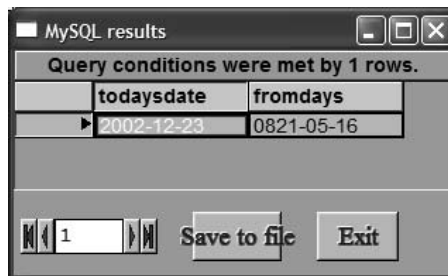 MySQL results
Query conditions were met by 1 rows.
todaysdate fromdays
2002-12-23 0821-05-16
1 Save to file Exit